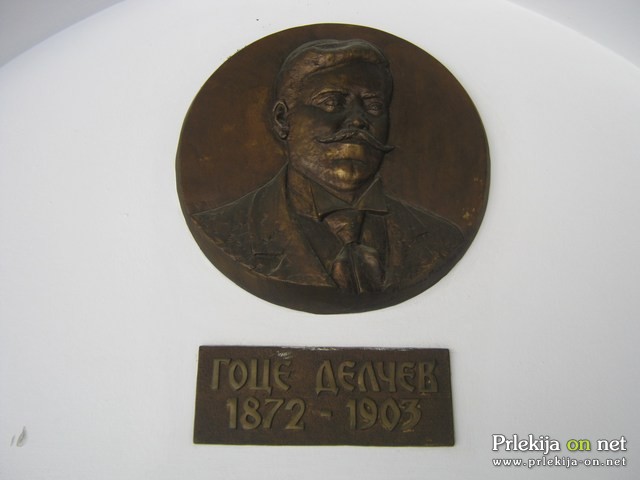 ГОЦЕ ДЕЛЧЕВ
1872 - 1903
Prlekija on net
www.prlekija-on.net